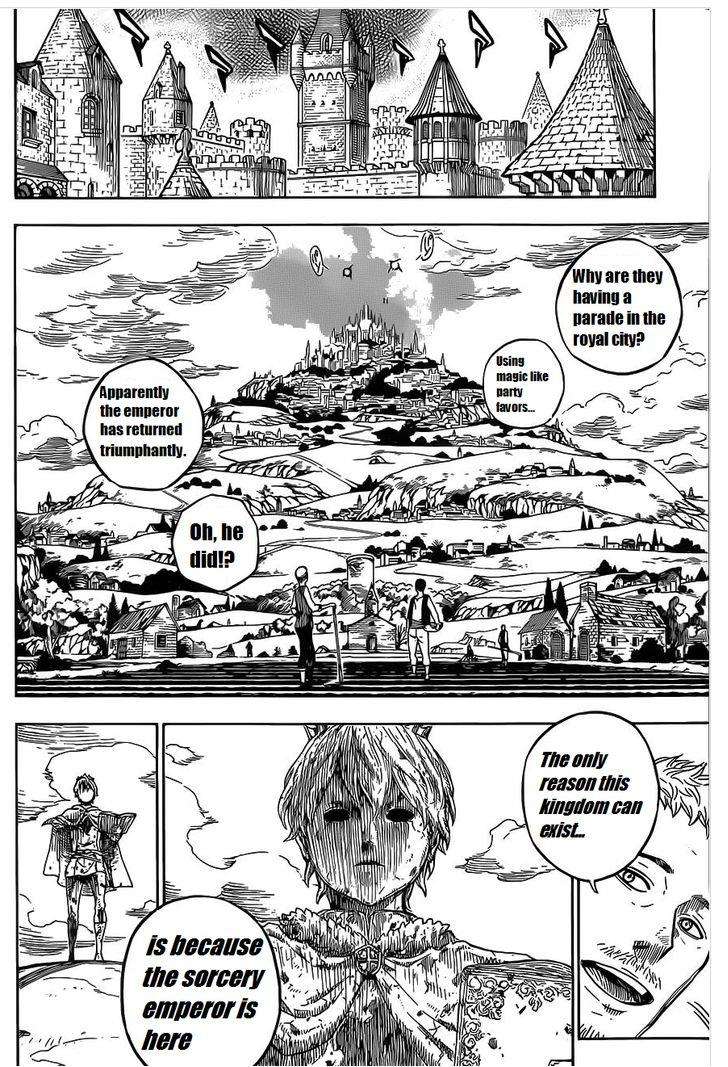 Why are they
having a
parade in the
royal city?
Using
magic like
party
favors...
Apparently
the emperor
has returned
triumphantly.
Oh, he
did!?
The only
reason this
kingdom can
exist...
is because
the sorcery
emperor is
here